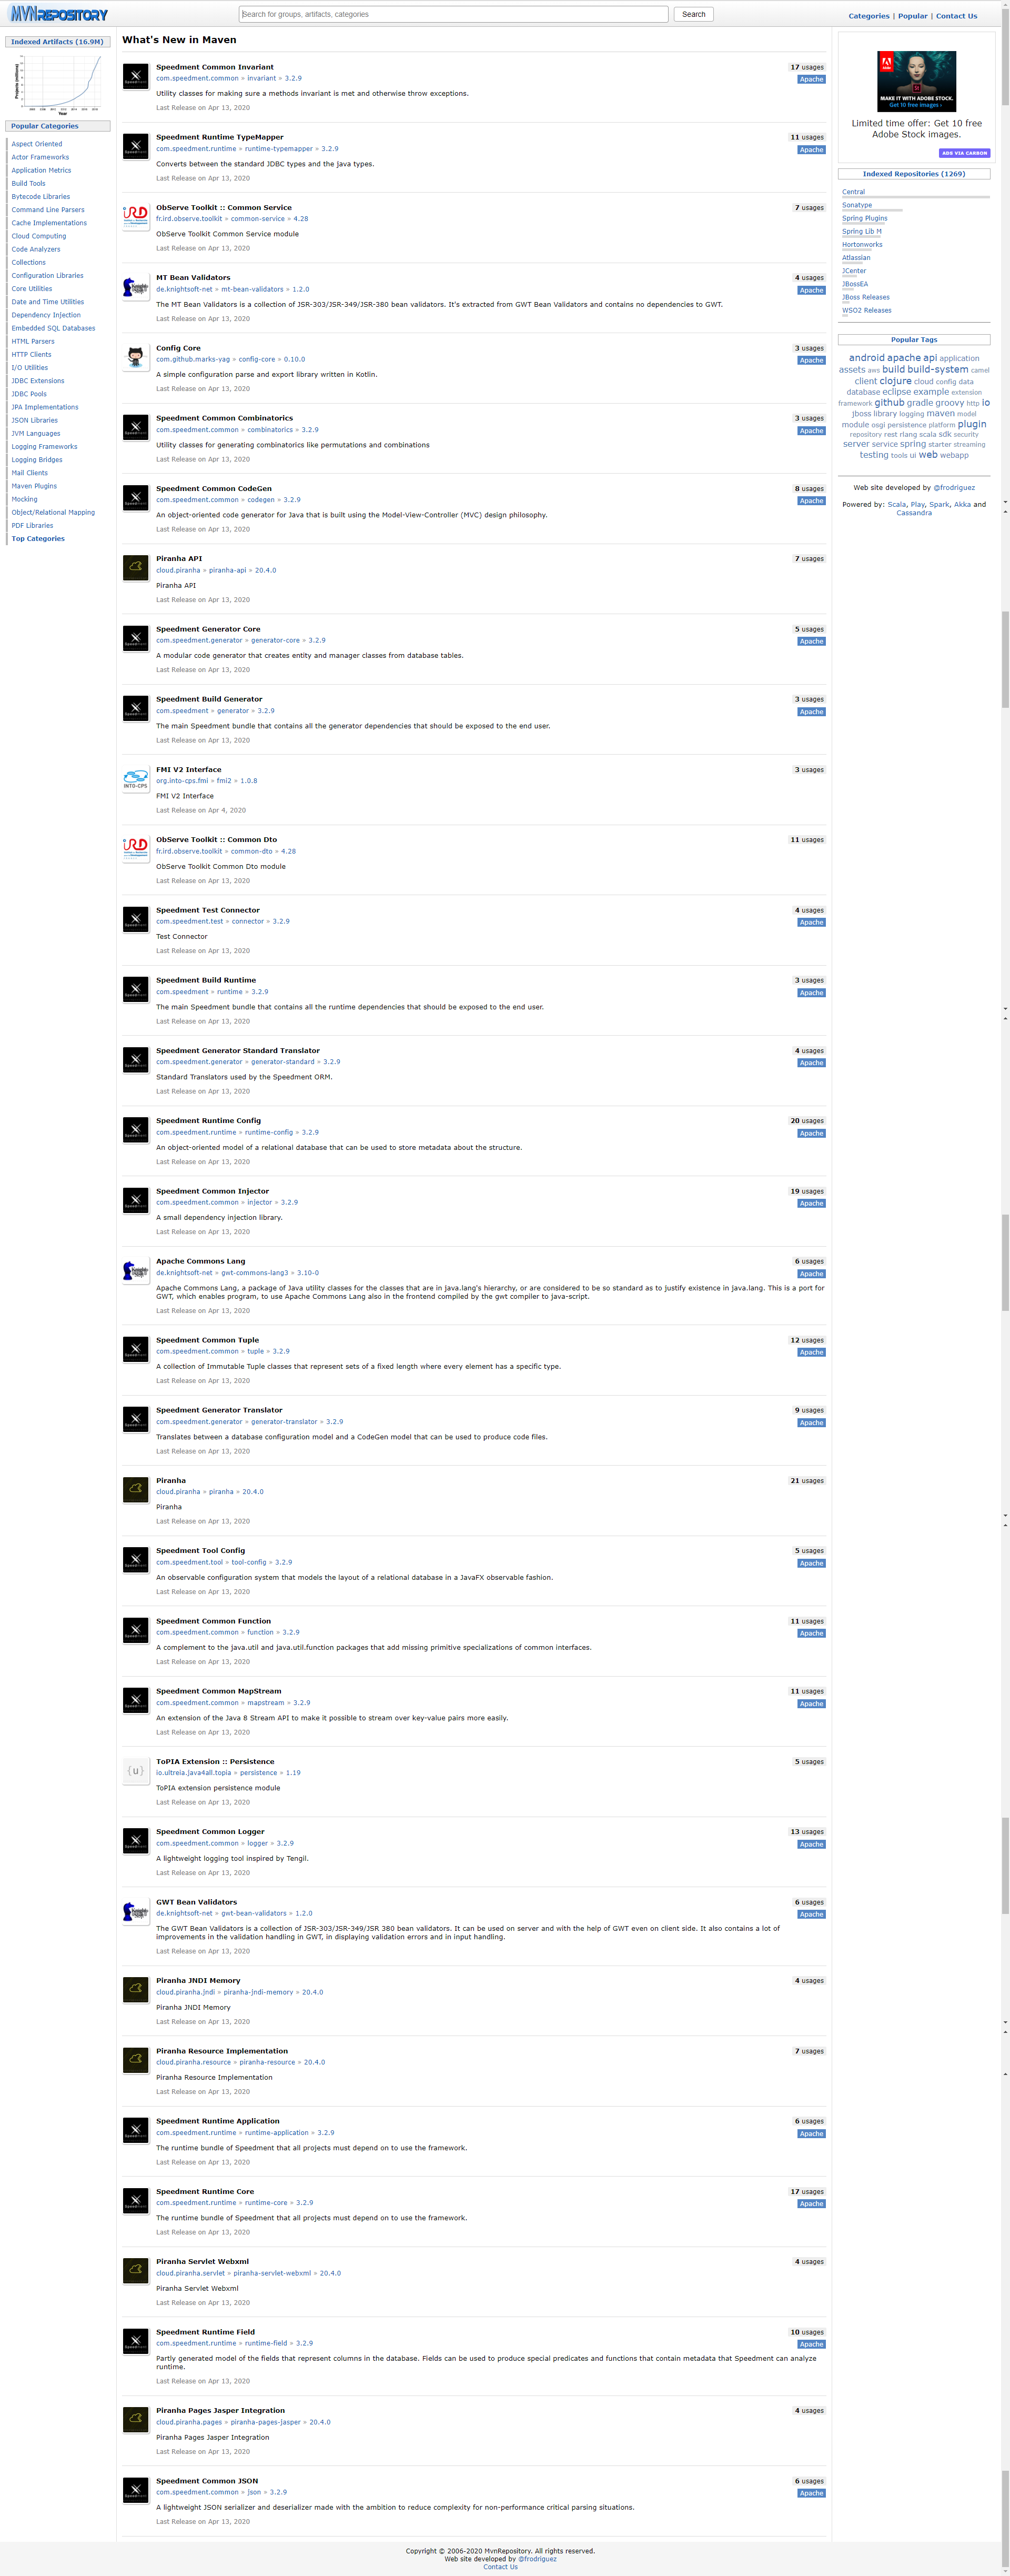 MVNREPOSITORY
Search for groups, artifacts, categories
Search
Categories | Popular | Contact Us
Indexed Artifacts (16.9M)
Projects (millions)
Year
Popular Categories
Aspect Oriented
Actor Frameworks
Application Metrics
Build Tools
Bytecode Libraries
Command Line Parsers
Cache Implementations
Cloud Computing
Code Analyzers
Collections
Configuration Libraries
Core Utilities
Date and Time Utilities
Dependency Injection
Embedded SQL Databases
HTML Parsers
HTTP Clients
I/O Utilities
JDBC Extensions
JDBC Pools
JPA Implementations
JSON Libraries
JVM Languages
Logging Frameworks
Logging Bridges
Mail Clients
Maven Plugins
Mocking
Object/Relational Mapping
PDF Libraries
Top Categories
What's New in Maven
Speedment Common Invariant
17 usages
com.speedment.common » invariant » 3.2.9
Apache
Utility classes for making sure a methods invariant is met and otherwise throw exceptions.
Last Release on Apr 13, 2020
Speedment Runtime TypeMapper
11 usages
com.speedment.runtime » runtime-typemapper » 3.2.9
Apache
Converts between the standard JDBC types and the java types.
Last Release on Apr 13, 2020
ObServe Toolkit :: Common Service
7 usages
fr.ird.observe.toolkit » common-service » 4.28
ObServe Toolkit Common Service module
Last Release on Apr 13, 2020
MT Bean Validators
4 usages
de.knightsoft-net » mt-bean-validators » 1.2.0
Apache
The MT Bean Validators is a collection of JSR-303/JSR-349/JSR-380 bean validators. It's extracted from GWT Bean Validators and contains no dependencies to GWT.
Last Release on Apr 13, 2020
Config Core
3 usages
com.github.marks-yag » config-core » 0.10.0
Apache
A simple configuration parse and export library written in Kotlin.
Last Release on Apr 13, 2020
Speedment Common Combinatorics
3 usages
com.speedment.common » combinatorics » 3.2.9
Apache
Utility classes for generating combinatorics like permutations and combinations
Last Release on Apr 13, 2020
Speedment Common CodeGen
8 usages
com.speedment.common » codegen » 3.2.9
Apache
An object-oriented code generator for Java that is built using the Model-View-Controller (MVC) design philosophy.
Last Release on Apr 13, 2020
Piranha API
7 usages
cloud.piranha » piranha-api » 20.4.0
Piranha API
Last Release on Apr 13, 2020
Speedment Generator Core
5 usages
com.speedment.generator » generator-core » 3.2.9
Apache
A modular code generator that creates entity and manager classes from database tables.
Last Release on Apr 13, 2020
Speedment Build Generator
3 usages
com.speedment » generator » 3.2.9
Apache
The main Speedment bundle that contains all the generator dependencies that should be exposed to the end user.
Last Release on Apr 13, 2020
FMI V2 Interface
3 usages
org.into-cps.fmi » fmi2 » 1.0.8
INTO-CPS
FMI V2 Interface
Last Release on Apr 4, 2020
ObServe Toolkit :: Common Dto
11 usages
fr.ird.observe.toolkit » common-dto » 4.28
ObServe Toolkit Common Dto module
Last Release on Apr 13, 2020
Speedment Test Connector
4 usages
com.speedment.test » connector » 3.2.9
Apache
Test Connector
Last Release on Apr 13, 2020
Speedment Build Runtime
3 usages
com.speedment » runtime » 3.2.9
Apache
The main Speedment bundle that contains all the runtime dependencies that should be exposed to the end user.
Last Release on Apr 13, 2020
Speedment Generator Standard Translator
4 usages
com.speedment.generator » generator-standard » 3.2.9
Apache
Standard Translators used by the Speedment ORM.
Last Release on Apr 13, 2020
Speedment Runtime Config
20 usages
com.speedment.runtime » runtime-config » 3.2.9
Apache
An object-oriented model of a relational database that can be used to store metadata about the structure.
Last Release on Apr 13, 2020
Speedment Common Injector
19 usages
com.speedment.common » injector » 3.2.9
Apache
A small dependency injection library.
Last Release on Apr 13, 2020
Apache Commons Lang
6 usages
de.knightsoft-net » gwt-commons-lang3 » 3.10-0
Apache
Apache Commons Lang, a package of Java utility classes for the classes that are in java.lang's hierarchy, or are considered to be so standard as to justify existence in java.lang. This is a port for
GWT, which enables program, to use Apache Commons Lang also in the frontend compiled by the gwt compiler to java-script.
Last Release on Apr 13, 2020
Speedment Common Tuple
12 usages
com.speedment.common » tuple » 3.2.9
Apache
A collection of Immutable Tuple classes that represent sets of a fixed length where every element has a specific type.
Last Release on Apr 13, 2020
Speedment Generator Translator
9 usages
com.speedment.generator » generator-translator » 3.2.9
Apache
Translates between a database configuration model and a CodeGen model that can be used to produce code files.
Last Release on Apr 13, 2020
Piranha
21 usages
cloud.piranha » piranha » 20.4.0
Piranha
Last Release on Apr 13, 2020
Speedment Tool Config
5 usages
com.speedment.tool » tool-config » 3.2.9
Apache
An observable configuration system that models the layout of a relational database in a JavaFX observable fashion.
Last Release on Apr 13, 2020
Speedment Common Function
11 usages
com.speedment.common » function » 3.2.9
Apache
A complement to the java.util and java.util.function packages that add missing primitive specializations of common interfaces.
Last Release on Apr 13, 2020
Speedment Common MapStream
11 usages
com.speedment.common » mapstream » 3.2.9
Apache
An extension of the Java 8 Stream API to make it possible to stream over key-value pairs more easily.
Last Release on Apr 13, 2020
ToPIA Extension :: Persistence
5 usages
io.ultreia.java4all.topia » persistence » 1.19
{u}
ToPIA extension persistence module
Last Release on Apr 13, 2020
Speedment Common Logger
13 usages
com.speedment.common » logger » 3.2.9
Apache
A lightweight logging tool inspired by Tengil.
Last Release on Apr 13, 2020
GWT Bean Validators
6 usages
de.knightsoft-net » gwt-bean-validators » 1.2.0
Apache
The GWT Bean Validators is a collection of JSR-303/JSR-349/JSR 380 bean validators. It can be used on server and with the help of GWT even on client side. It also contains a lot of
improvements in the validation handling in GWT, in displaying validation errors and in input handling.
Last Release on Apr 13, 2020
Piranha JNDI Memory
4 usages
cloud.piranha.jndi » piranha-jndi-memory » 20.4.0
Piranha JNDI Memory
Last Release on Apr 13, 2020
Piranha Resource Implementation
7 usages
cloud.piranha.resource » piranha-resource » 20.4.0
Piranha Resource Implementation
Last Release on Apr 13, 2020
Speedment Runtime Application
6 usages
com.speedment.runtime » runtime-application » 3.2.9
Apache
The runtime bundle of Speedment that all projects must depend on to use the framework.
Last Release on Apr 13, 2020
Speedment Runtime Core
17 usages
com.speedment.runtime » runtime-core » 3.2.9
Apache
The runtime bundle of Speedment that all projects must depend on to use the framework.
Last Release on Apr 13, 2020
Piranha Servlet Webxml
4 usages
cloud.piranha.servlet » piranha-servlet-webxml » 20.4.0
Piranha Servlet Webxml
Last Release on Apr 13, 2020
Speedment Runtime Field
10 usages
com.speedment.runtime » runtime-field » 3.2.9
Apache
Partly generated model of the fields that represent columns in the database. Fields can be used to produce special predicates and functions that contain metadata that Speedment can analyze
runtime.
Last Release on Apr 13, 2020
Piranha Pages Jasper Integration
4 usages
cloud.piranha.pages » piranha-pages-jasper » 20.4.0
Piranha Pages Jasper Integration
Last Release on Apr 13, 2020
Speedment Common JSON
6 usages
com.speedment.common » json » 3.2.9
Apache
A lightweight JSON serializer and deserializer made with the ambition to reduce complexity for non-performance critical parsing situations.
Last Release on Apr 13, 2020
MAKE IT WITH ADOBE STOCK.
Get 10 free images ›
Limited time offer: Get 10 free
Adobe Stock images.
ADS VIA CARBON
Indexed Repositories (1269)
Central
Sonatype
Spring Plugins
Spring Lib M
Hortonworks
Atlassian
JCenter
JBossEA
JBoss Releases
WSO2 Releases
Popular Tags
android apache api application
assets aws build build-system camel
client clojure cloud config data
database eclipse example extension
framework github gradle groovy http io
jboss library logging maven model
module osgi persistence platform plugin
repository rest rlang scala sdk security
server service spring starter streaming
testing tools ui web webapp
Web site developed by @frodriguez
Powered by: Scala, Play, Spark, Akka and
Cassandra
Copyright © 2006-2020 MvnRepository. All rights reserved.
Web site developed by @frodriguez
Contact Us